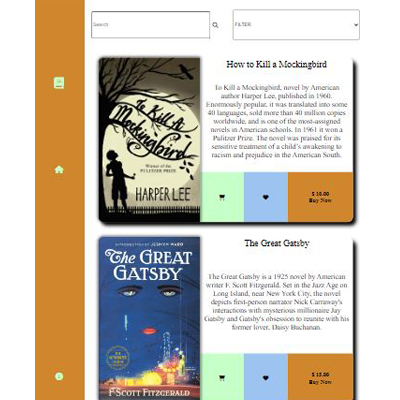 Search
FILTER
How to Kill a Mockingbird
To Kill A
Mockingbird
Winner of the
PULITZER PRIZE
HARPER LEE
To Kill a Mockingbird, novel by American
author Harper Lee, published in 1960.
Enormously popular, it was translated into some
40 languages, sold more than 40 million copies
worldwide, and is one of the most-assigned
novels in American schools. In 1961 it won a
Pulitzer Prize. The novel was praised for its
sensitive treatment of a child's awakening to
racism and prejudice in the American South.
$ 10.00
Buy Now
The Great Gatsby
INTRODUCTION BY JESMYN WARD
The GREAT
GATSBY
F. SCOTT FITZGERALD
The Great Gatsby is a 1925 novel by American
writer F. Scott Fitzgerald. Set in the Jazz Age on
Long Island, near New York City, the novel
depicts first-person narrator Nick Carraway's
interactions with mysterious millionaire Jay
Gatsby and Gatsby's obsession to reunite with his
former lover, Daisy Buchanan.
$ 15.00
Buy Now